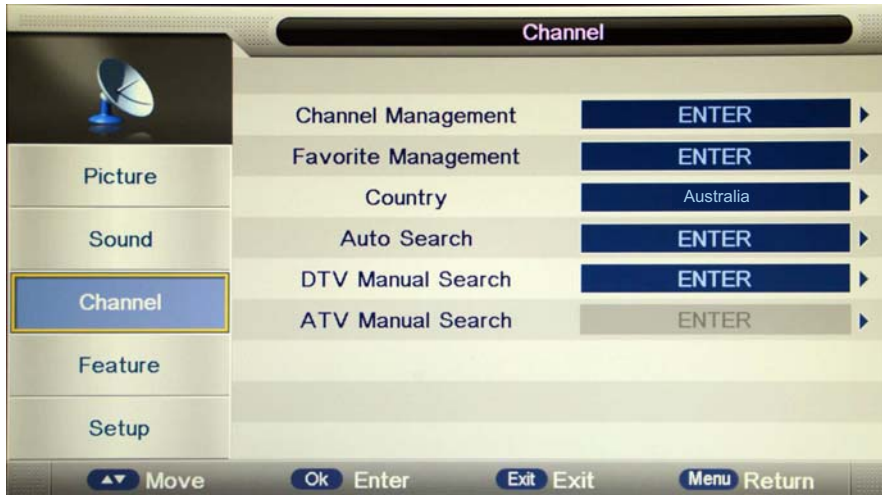 Channel
Picture
Sound
Channel
Feature
Setup
Channel Management ENTER
Favorite Management ENTER
Country Australia
Auto Search ENTER
DTV Manual Search ENTER
ATV Manual Search ENTER
Move Ok Enter Exit Exit Menu Return